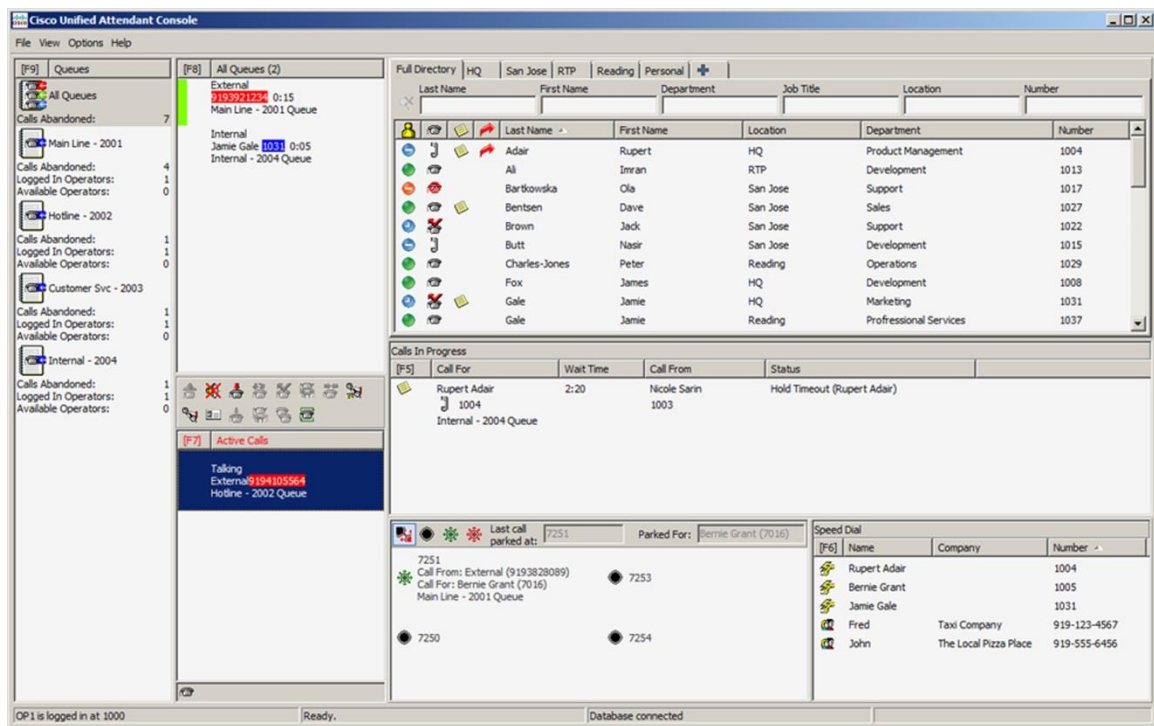 Cisco Unified Attendant Console
File View Options Help
[F9] Queues
All Queues
Calls Abandoned: 7
Main Line - 2001
Calls Abandoned: 4
Logged In Operators: 1
Available Operators: 0
Hotline - 2002
Calls Abandoned: 1
Logged In Operators: 1
Available Operators: 0
Customer Svc - 2003
Calls Abandoned: 1
Logged In Operators: 1
Available Operators: 0
Internal - 2004
Calls Abandoned: 1
Logged In Operators: 1
Available Operators: 0
[F8] All Queues (2)
External
9193921234 0:15
Main Line - 2001 Queue
Internal
Jamie Gale 1031 0:05
Internal - 2004 Queue
[F7] Active Calls
Talking
External9194105564
Hotline - 2002 Queue
Full Directory HQ San Jose RTP Reading Personal
Last Name First Name Department Job Title Location Number
Last Name First Name Location Department Number
Adair Rupert HQ Product Management 1004
Ali Imran RTP Development 1013
Bartkowska Ola San Jose Support 1017
Bentsen Dave San Jose Sales 1027
Brown Jack San Jose Support 1022
Butt Nasir San Jose Development 1015
Charles-Jones Peter Reading Operations 1029
Fox James HQ Development 1008
Gale Jamie HQ Marketing 1031
Gale Jamie Reading Profressional Services 1037
Calls In Progress
[F5] Call For Wait Time Call From Status
Rupert Adair 2:20 Nicole Sarin Hold Timeout (Rupert Adair)
1004 1003
Internal - 2004 Queue
Last call
parked at: 7251 Parked For: Bernie Grant (7016)
7251
Call From: External (9193828089)
Call For: Bernie Grant (7016)
Main Line - 2001 Queue
7253
7250
7254
Speed Dial
[F6] Name Company Number
Rupert Adair 1004
Bernie Grant 1005
Jamie Gale 1031
Fred Taxi Company 919-123-4567
John The Local Pizza Place 919-555-6456
OP1 is logged in at 1000 Ready. Database connected